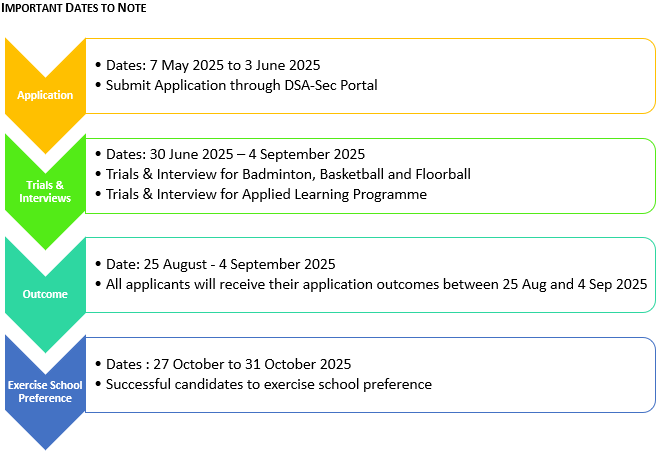 IMPORTANT DATES TO NOTE
Application
• Dates: 7 May 2025 to 3 June 2025
• Submit Application through DSA-Sec Portal
Trials &
Interviews
• Dates: 30 June 2025 – 4 September 2025
• Trials & Interview for Badminton, Basketball and Floorball
• Trials & Interview for Applied Learning Programme
Outcome
• Date: 25 August - 4 September 2025
• All applicants will receive their application outcomes between 25 Aug and 4 Sep 2025
Exercise School
Preference
• Dates : 27 October to 31 October 2025
• Successful candidates to exercise school preference